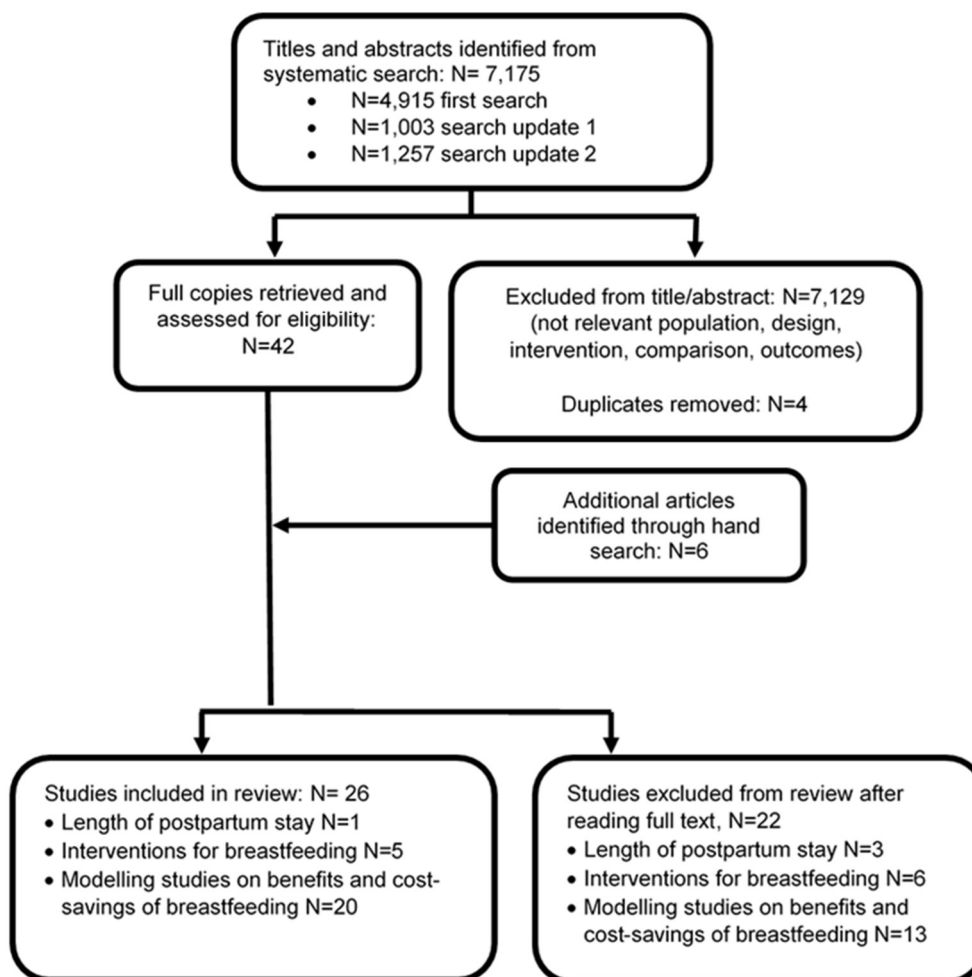 Titles and abstracts identified from
systematic search: N= 7,175
• N=4,915 first search
• N=1,003 search update 1
• N=1,257 search update 2
Full copies retrieved and
assessed for eligibility:
N=42
Excluded from title/abstract: N=7,129
(not relevant population, design,
intervention, comparison, outcomes)
Duplicates removed: N=4
Additional articles
identified through hand
search: N=6
Studies included in review: N= 26
• Length of postpartum stay N=1
• Interventions for breastfeeding N=5
• Modelling studies on benefits and cost-
savings of breastfeeding N=20
Studies excluded from review after
reading full text, N=22
• Length of postpartum stay N=3
• Interventions for breastfeeding N=6
• Modelling studies on benefits and
cost-savings of breastfeeding N=13